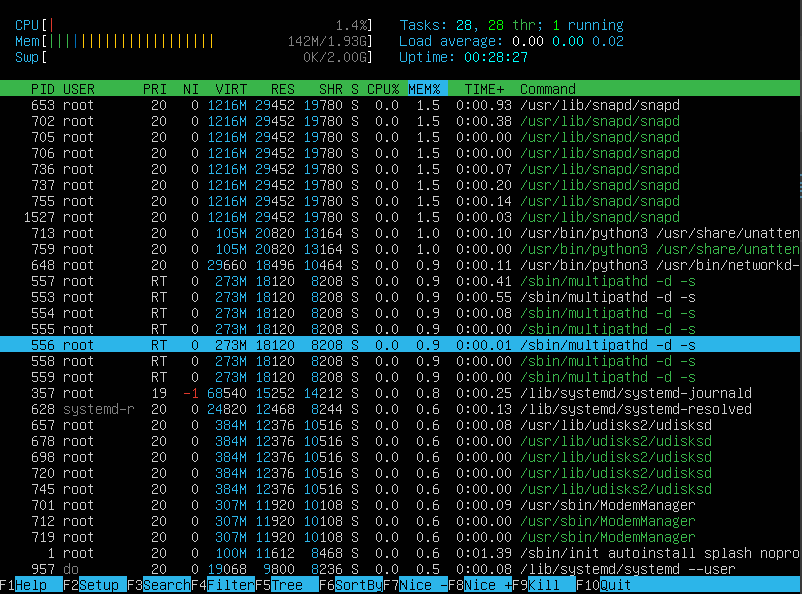 CPU[| 1.4%] Tasks: 28, 28 thr; 1 running
Mem[||||||||||||||||||||| 142M/1.93G] Load average: 0.00 0.00 0.02
Swp[ 0K/2.00G] Uptime: 00:28:27
PID USER PRI NI VIRT RES SHR S CPU% MEM% TIME+ Command
653 root 20 0 1216M 29452 19780 S 0.0 1.5 0:00.93 /usr/lib/snapd/snapd
702 root 20 0 1216M 29452 19780 S 0.0 1.5 0:00.38 /usr/lib/snapd/snapd
705 root 20 0 1216M 29452 19780 S 0.0 1.5 0:00.00 /usr/lib/snapd/snapd
706 root 20 0 1216M 29452 19780 S 0.0 1.5 0:00.00 /usr/lib/snapd/snapd
736 root 20 0 1216M 29452 19780 S 0.0 1.5 0:00.07 /usr/lib/snapd/snapd
737 root 20 0 1216M 29452 19780 S 0.0 1.5 0:00.20 /usr/lib/snapd/snapd
755 root 20 0 1216M 29452 19780 S 0.0 1.5 0:00.14 /usr/lib/snapd/snapd
1527 root 20 0 1216M 29452 19780 S 0.0 1.5 0:00.03 /usr/lib/snapd/snapd
713 root 20 0 105M 20820 13164 S 0.0 1.0 0:00.10 /usr/bin/python3 /usr/share/unatten
759 root 20 0 105M 20820 13164 S 0.0 1.0 0:00.00 /usr/bin/python3 /usr/share/unatten
648 root 20 0 29660 18496 10464 S 0.0 0.9 0:00.11 /usr/bin/python3 /usr/bin/networkd-
557 root RT 0 273M 18120 8208 S 0.0 0.9 0:00.41 /sbin/multipathd -d -s
553 root RT 0 273M 18120 8208 S 0.0 0.9 0:00.55 /sbin/multipathd -d -s
554 root RT 0 273M 18120 8208 S 0.0 0.9 0:00.08 /sbin/multipathd -d -s
555 root RT 0 273M 18120 8208 S 0.0 0.9 0:00.00 /sbin/multipathd -d -s
556 root RT 0 273M 18120 8208 S 0.0 0.9 0:00.01 /sbin/multipathd -d -s
558 root RT 0 273M 18120 8208 S 0.0 0.9 0:00.00 /sbin/multipathd -d -s
559 root RT 0 273M 18120 8208 S 0.0 0.9 0:00.00 /sbin/multipathd -d -s
357 root 19 -1 68540 15252 14212 S 0.0 0.8 0:00.25 /lib/systemd/systemd-journald
628 systemd-r 20 0 24820 12468 8244 S 0.0 0.6 0:00.13 /lib/systemd/systemd-resolved
657 root 20 0 384M 12376 10516 S 0.0 0.6 0:00.08 /usr/lib/udisks2/udisksd
678 root 20 0 384M 12376 10516 S 0.0 0.6 0:00.00 /usr/lib/udisks2/udisksd
698 root 20 0 384M 12376 10516 S 0.0 0.6 0:00.00 /usr/lib/udisks2/udisksd
720 root 20 0 384M 12376 10516 S 0.0 0.6 0:00.00 /usr/lib/udisks2/udisksd
745 root 20 0 384M 12376 10516 S 0.0 0.6 0:00.00 /usr/lib/udisks2/udisksd
701 root 20 0 307M 11920 10108 S 0.0 0.6 0:00.09 /usr/sbin/ModemManager
712 root 20 0 307M 11920 10108 S 0.0 0.6 0:00.00 /usr/sbin/ModemManager
719 root 20 0 307M 11920 10108 S 0.0 0.6 0:00.00 /usr/sbin/ModemManager
1 root 20 0 100M 11612 8468 S 0.0 0.6 0:01.39 /sbin/init autoinstall splash nopro
957 do 20 0 19068 9800 8236 S 0.0 0.5 0:00.08 /lib/systemd/systemd --user
F1Help F2Setup F3SearchF4FilterF5Tree F6SortByF7Nice -F8Nice +F9Kill F10Quit